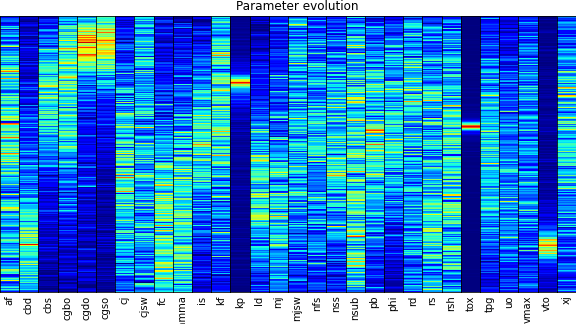 Parameter evolution
af
cbd
cbs
cgbo
cgdo
cgso
cj
cjsw
fc
mma
is
kf
kp
ld
mj
mjsw
nfs
nss
nsub
pb
phi
rd
rs
rsh
tox
tpg
uo
vmax
vto
xj